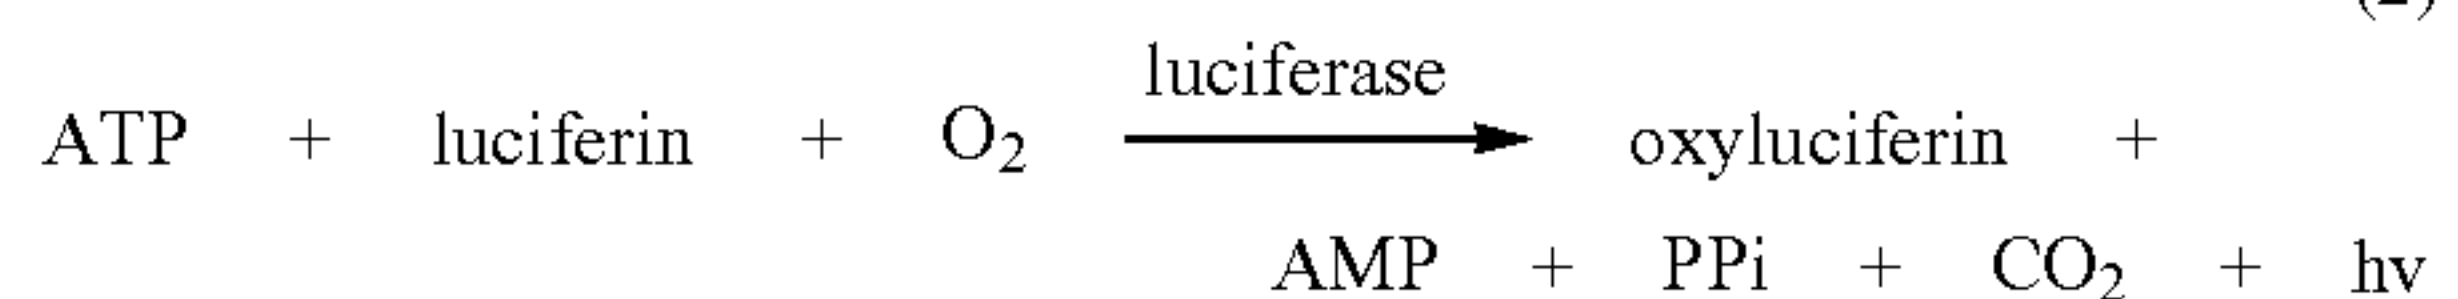 luciferase
ATP + luciferin + O₂ → oxyluciferin +
AMP + PPi + CO₂ + hv